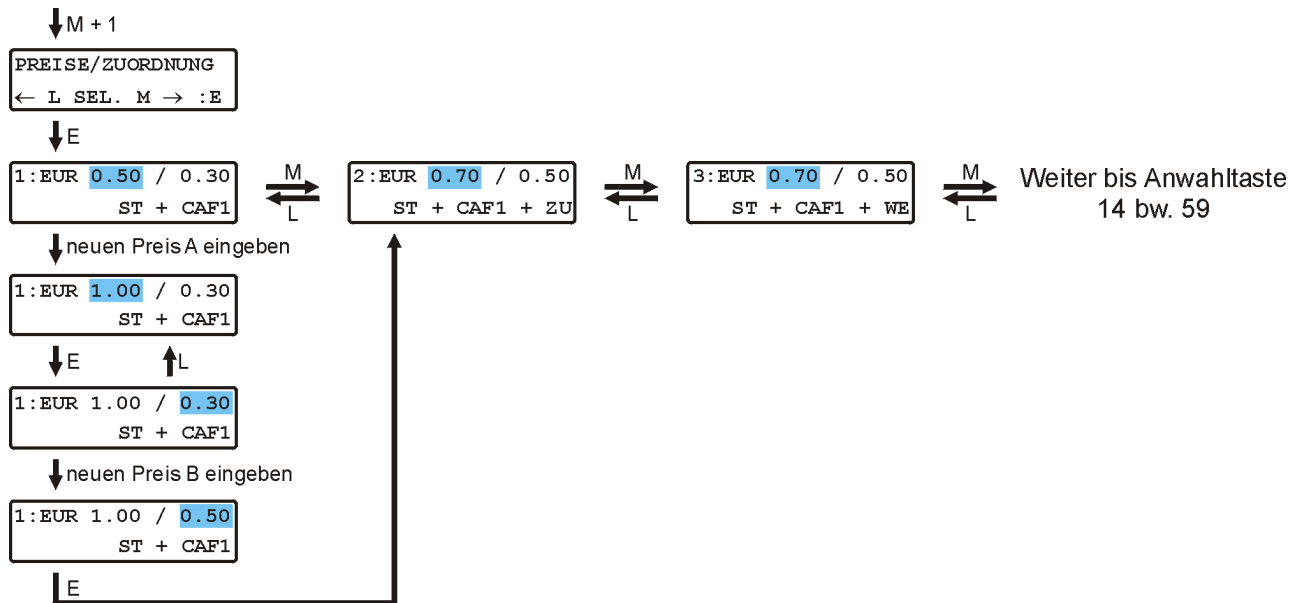 M + 1
PREISE/ZUORDNUNG
← L SEL. M → :E
E
1:EUR 0.50 / 0.30
ST + CAF1
M
L
2:EUR 0.70 / 0.50
ST + CAF1 + ZU
M
L
3:EUR 0.70 / 0.50
ST + CAF1 + WE
M
L
Weiter bis Anwahltaste
14 bw. 59
neuen Preis A eingeben
1:EUR 1.00 / 0.30
ST + CAF1
E
L
1:EUR 1.00 / 0.30
ST + CAF1
neuen Preis B eingeben
1:EUR 1.00 / 0.50
ST + CAF1
E